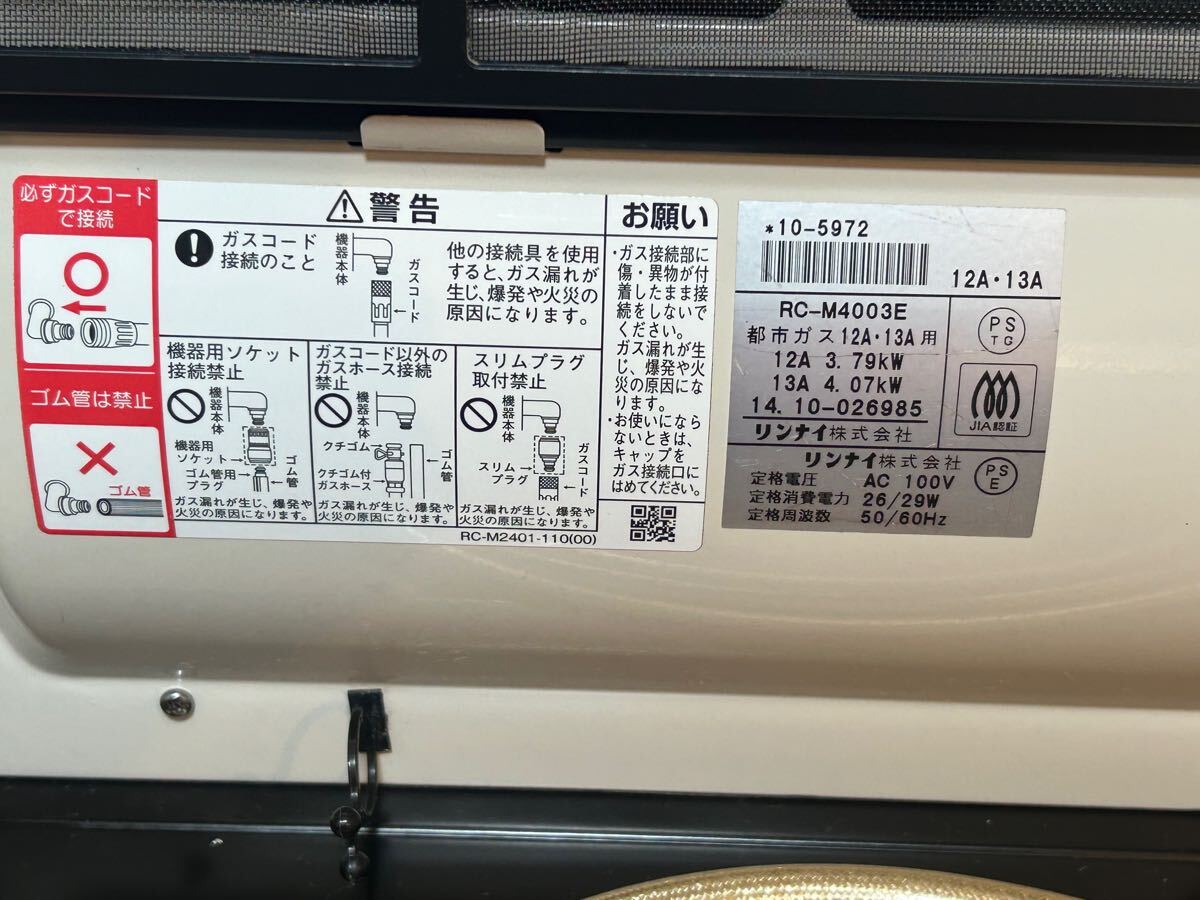 必ずガスコード
で接続
ゴム管は禁止
ゴム管
警告
ガスコード
接続のこと
機器本体
ガスコード
他の接続具を使用
すると、ガス漏れが
生じ、爆発や火災の
原因になります。
機器用ソケット
接続禁止
機器本体
機器用
ソケット
ゴム管用
プラグ
ゴム管
ガス漏れが生じ、爆発や
火災の原因になります。
ガスコード以外の
ガスホース接続
禁止
機器本体
クチゴム
クチゴム付
ガスホース
ゴム管
ガス漏れが生じ、爆発や
火災の原因になります。
スリムプラグ
取付禁止
機器本体
スリム
プラグ
ガスコード
ガス漏れが生じ、爆発や
火災の原因になります。
RC-M2401-110(00)
お願い
・ガス接続部に
傷・異物が付
着したまま接
続をしないで
ください。
ガス漏れが生
じ、爆発や火
災の原因にな
ります。
・お使いになら
ないときは、
キャップを
ガス接続口に
はめてください。
*10-5972
12A・13A
RC-M4003E
都市ガス12A・13A用
12A 3.79kW
13A 4.07kW
14.10-026985
リンナイ株式会社
PS
TG
JIA認証
リンナイ株式会社
定格電圧 AC 100V
定格消費電力 26/29W
定格周波数 50/60Hz
PS
E